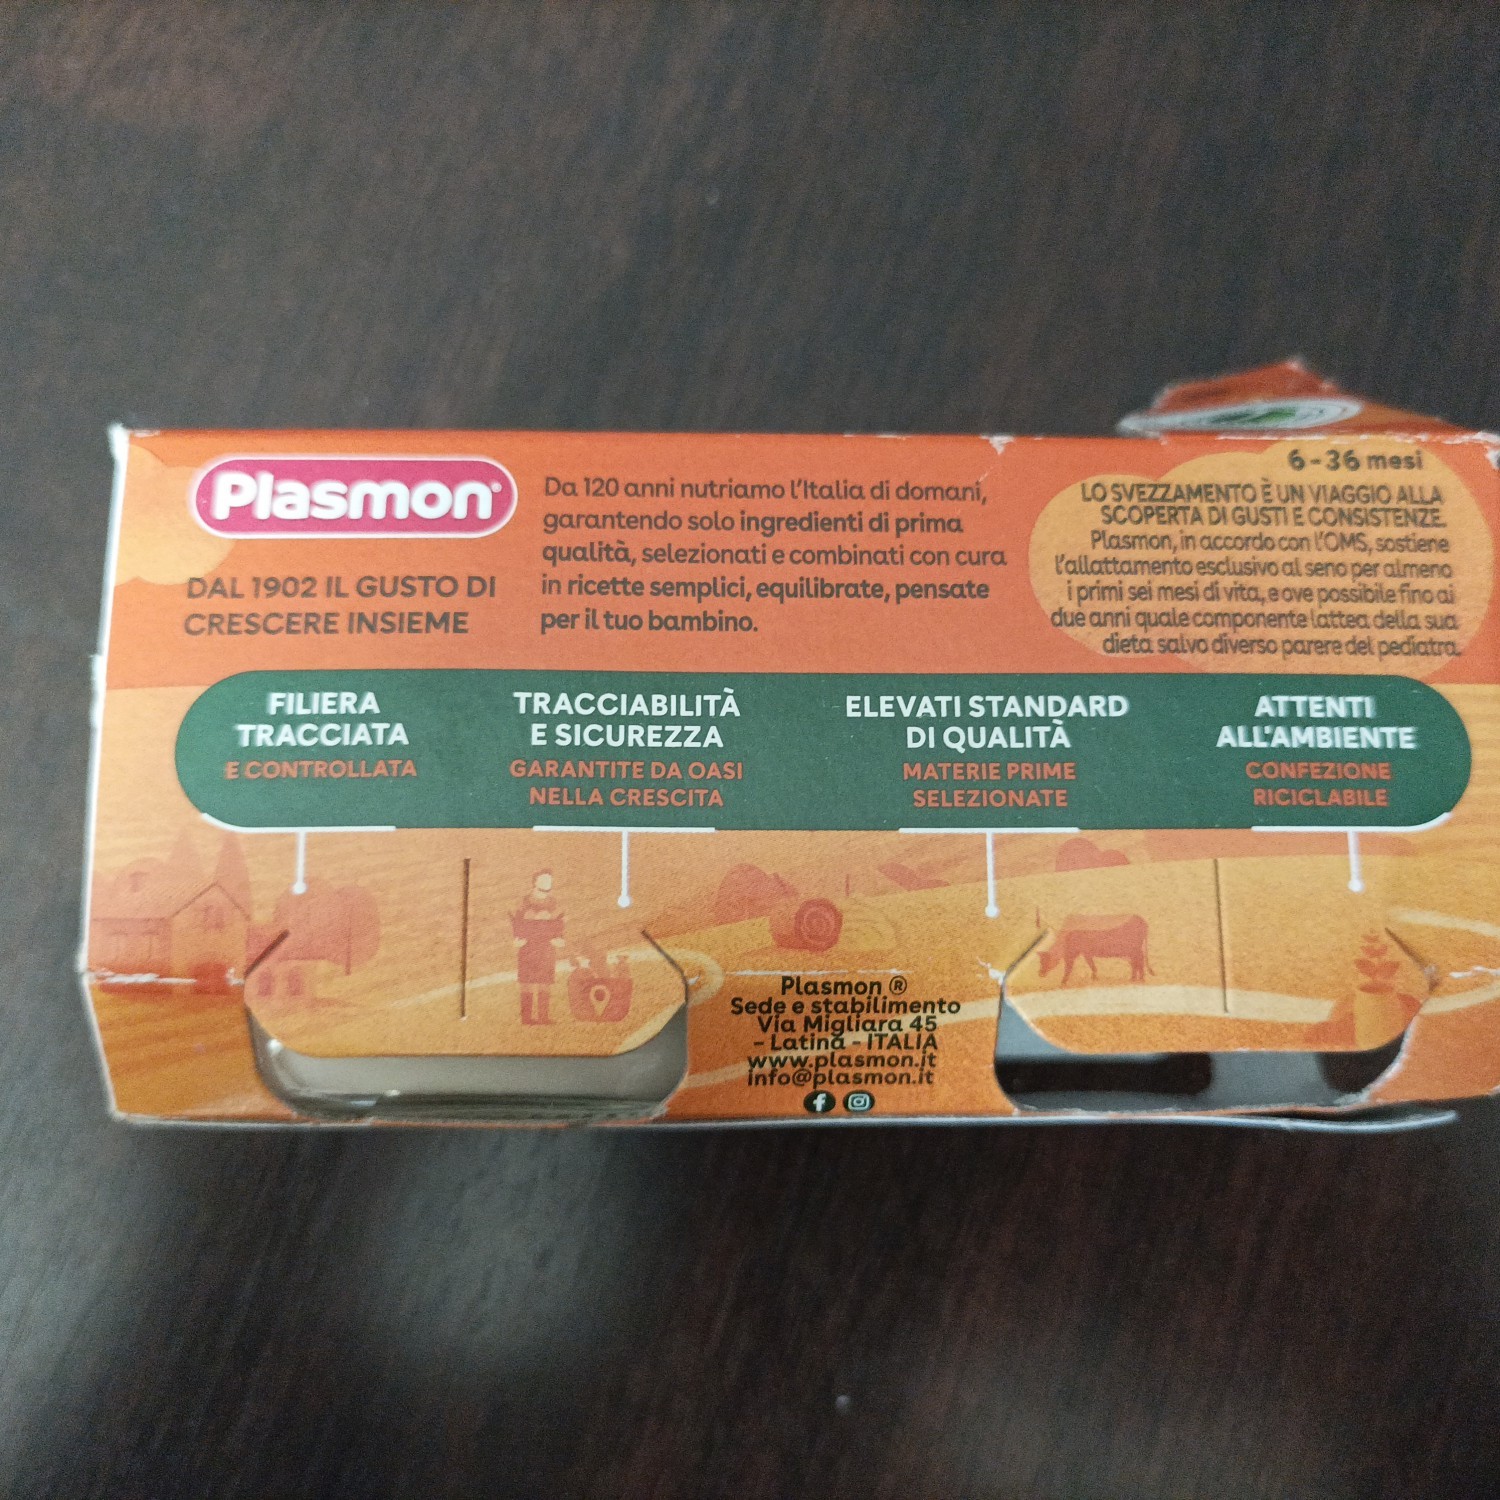 Plasmon®
DAL 1902 IL GUSTO DI
CRESCERE INSIEME
Da 120 anni nutriamo l'Italia di domani,
garantendo solo ingredienti di prima
qualità, selezionati e combinati con cura
in ricette semplici, equilibrate, pensate
per il tuo bambino.
6-36 mesi
LO SVEZZAMENTO È UN VIAGGIO ALLA
SCOPERTA DI GUSTI E CONSISTENZE.
Plasmon, in accordo con l'OMS, sostiene
l'allattamento esclusivo al seno per almeno
i primi sei mesi di vita, e ove possibile fino ai
due anni quale componente lattea della sua
dieta salvo diverso parere del pediatra.
FILIERA
TRACCIATA
E CONTROLLATA
TRACCIABILITÀ
E SICUREZZA
GARANTITE DA OASI
NELLA CRESCITA
ELEVATI STANDARD
DI QUALITÀ
MATERIE PRIME
SELEZIONATE
ATTENTI
ALL'AMBIENTE
CONFEZIONE
RICICLABILE
Plasmon ®
Sede e stabilimento
Via Migliara 45
- Latina - ITALIA
www.plasmon.it
info@plasmon.it